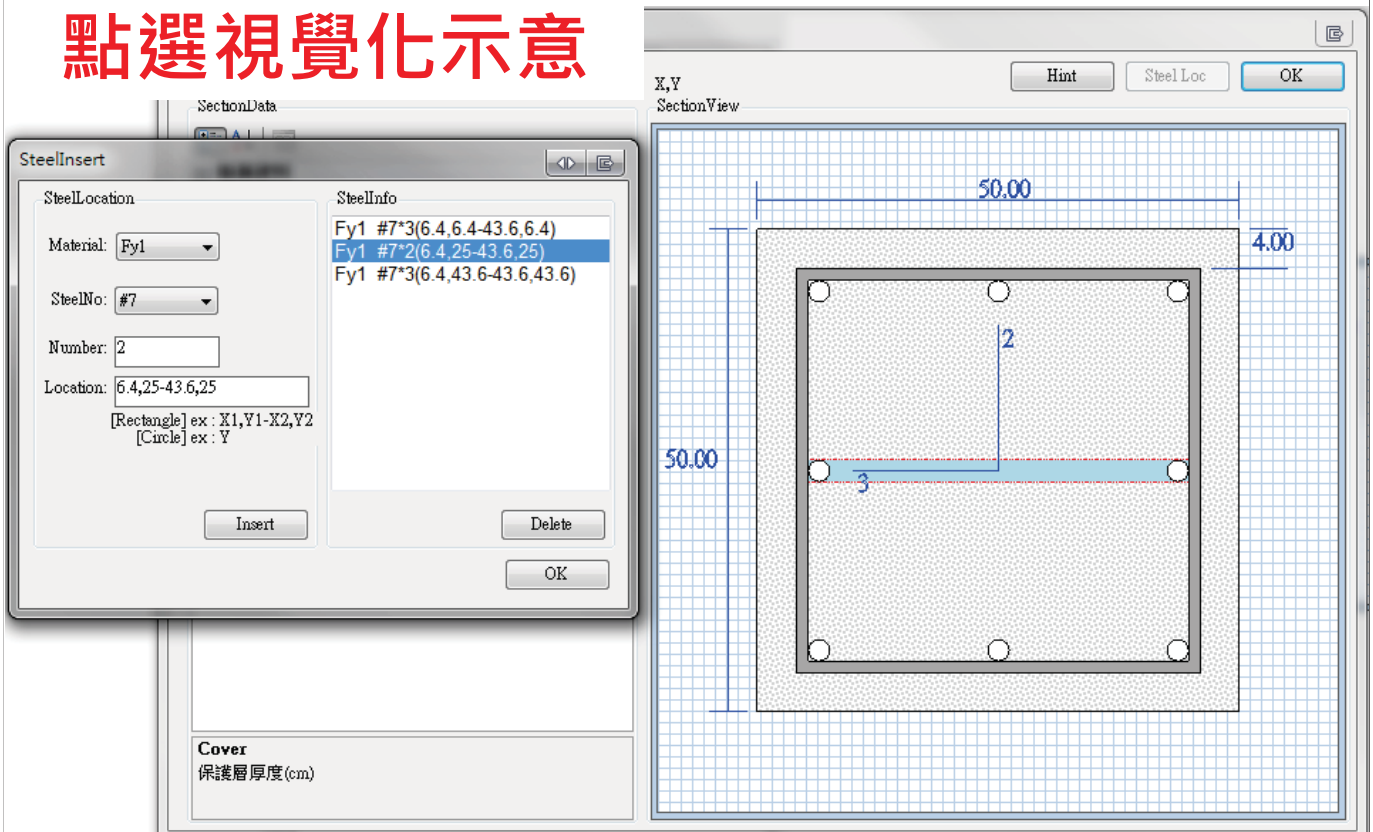 點選視覺化示意
X,Y
Hint
Steel Loc
OK
SectionData
SectionView
SteelInsert
SteelLocation
Material:
Fy1
SteelNo:
#7
Number:
2
Location:
6.4,25-43.6,25
[Rectangle] ex : X1,Y1-X2,Y2
[Circle] ex : Y
Insert
SteelInfo
Fy1 #7*3(6.4,6.4-43.6,6.4)
Fy1 #7*2(6.4,25-43.6,25)
Fy1 #7*3(6.4,43.6-43.6,43.6)
Delete
OK
50.00
4.00
2
50.00
3
Cover
保護層厚度(cm)